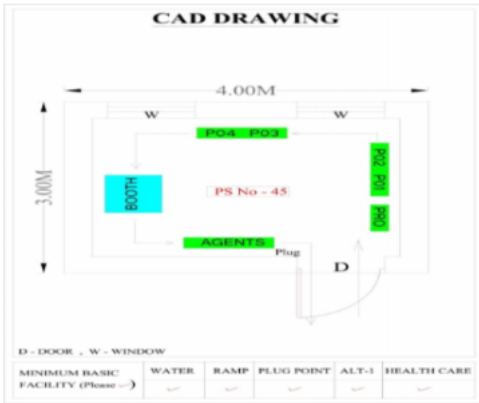 CAD DRAWING
4.00M
W W
PO4 PO3
3.00M
BOOTH
PS No - 45
PO2 PO1
PRO
AGENTS
Plug
D
D - DOOR , W - WINDOW
MINIMUM BASIC FACILITY (Please ✓) WATER RAMP PLUG POINT ALT-1 HEALTH CARE
✓ ✓ ✓ ✓ ✓